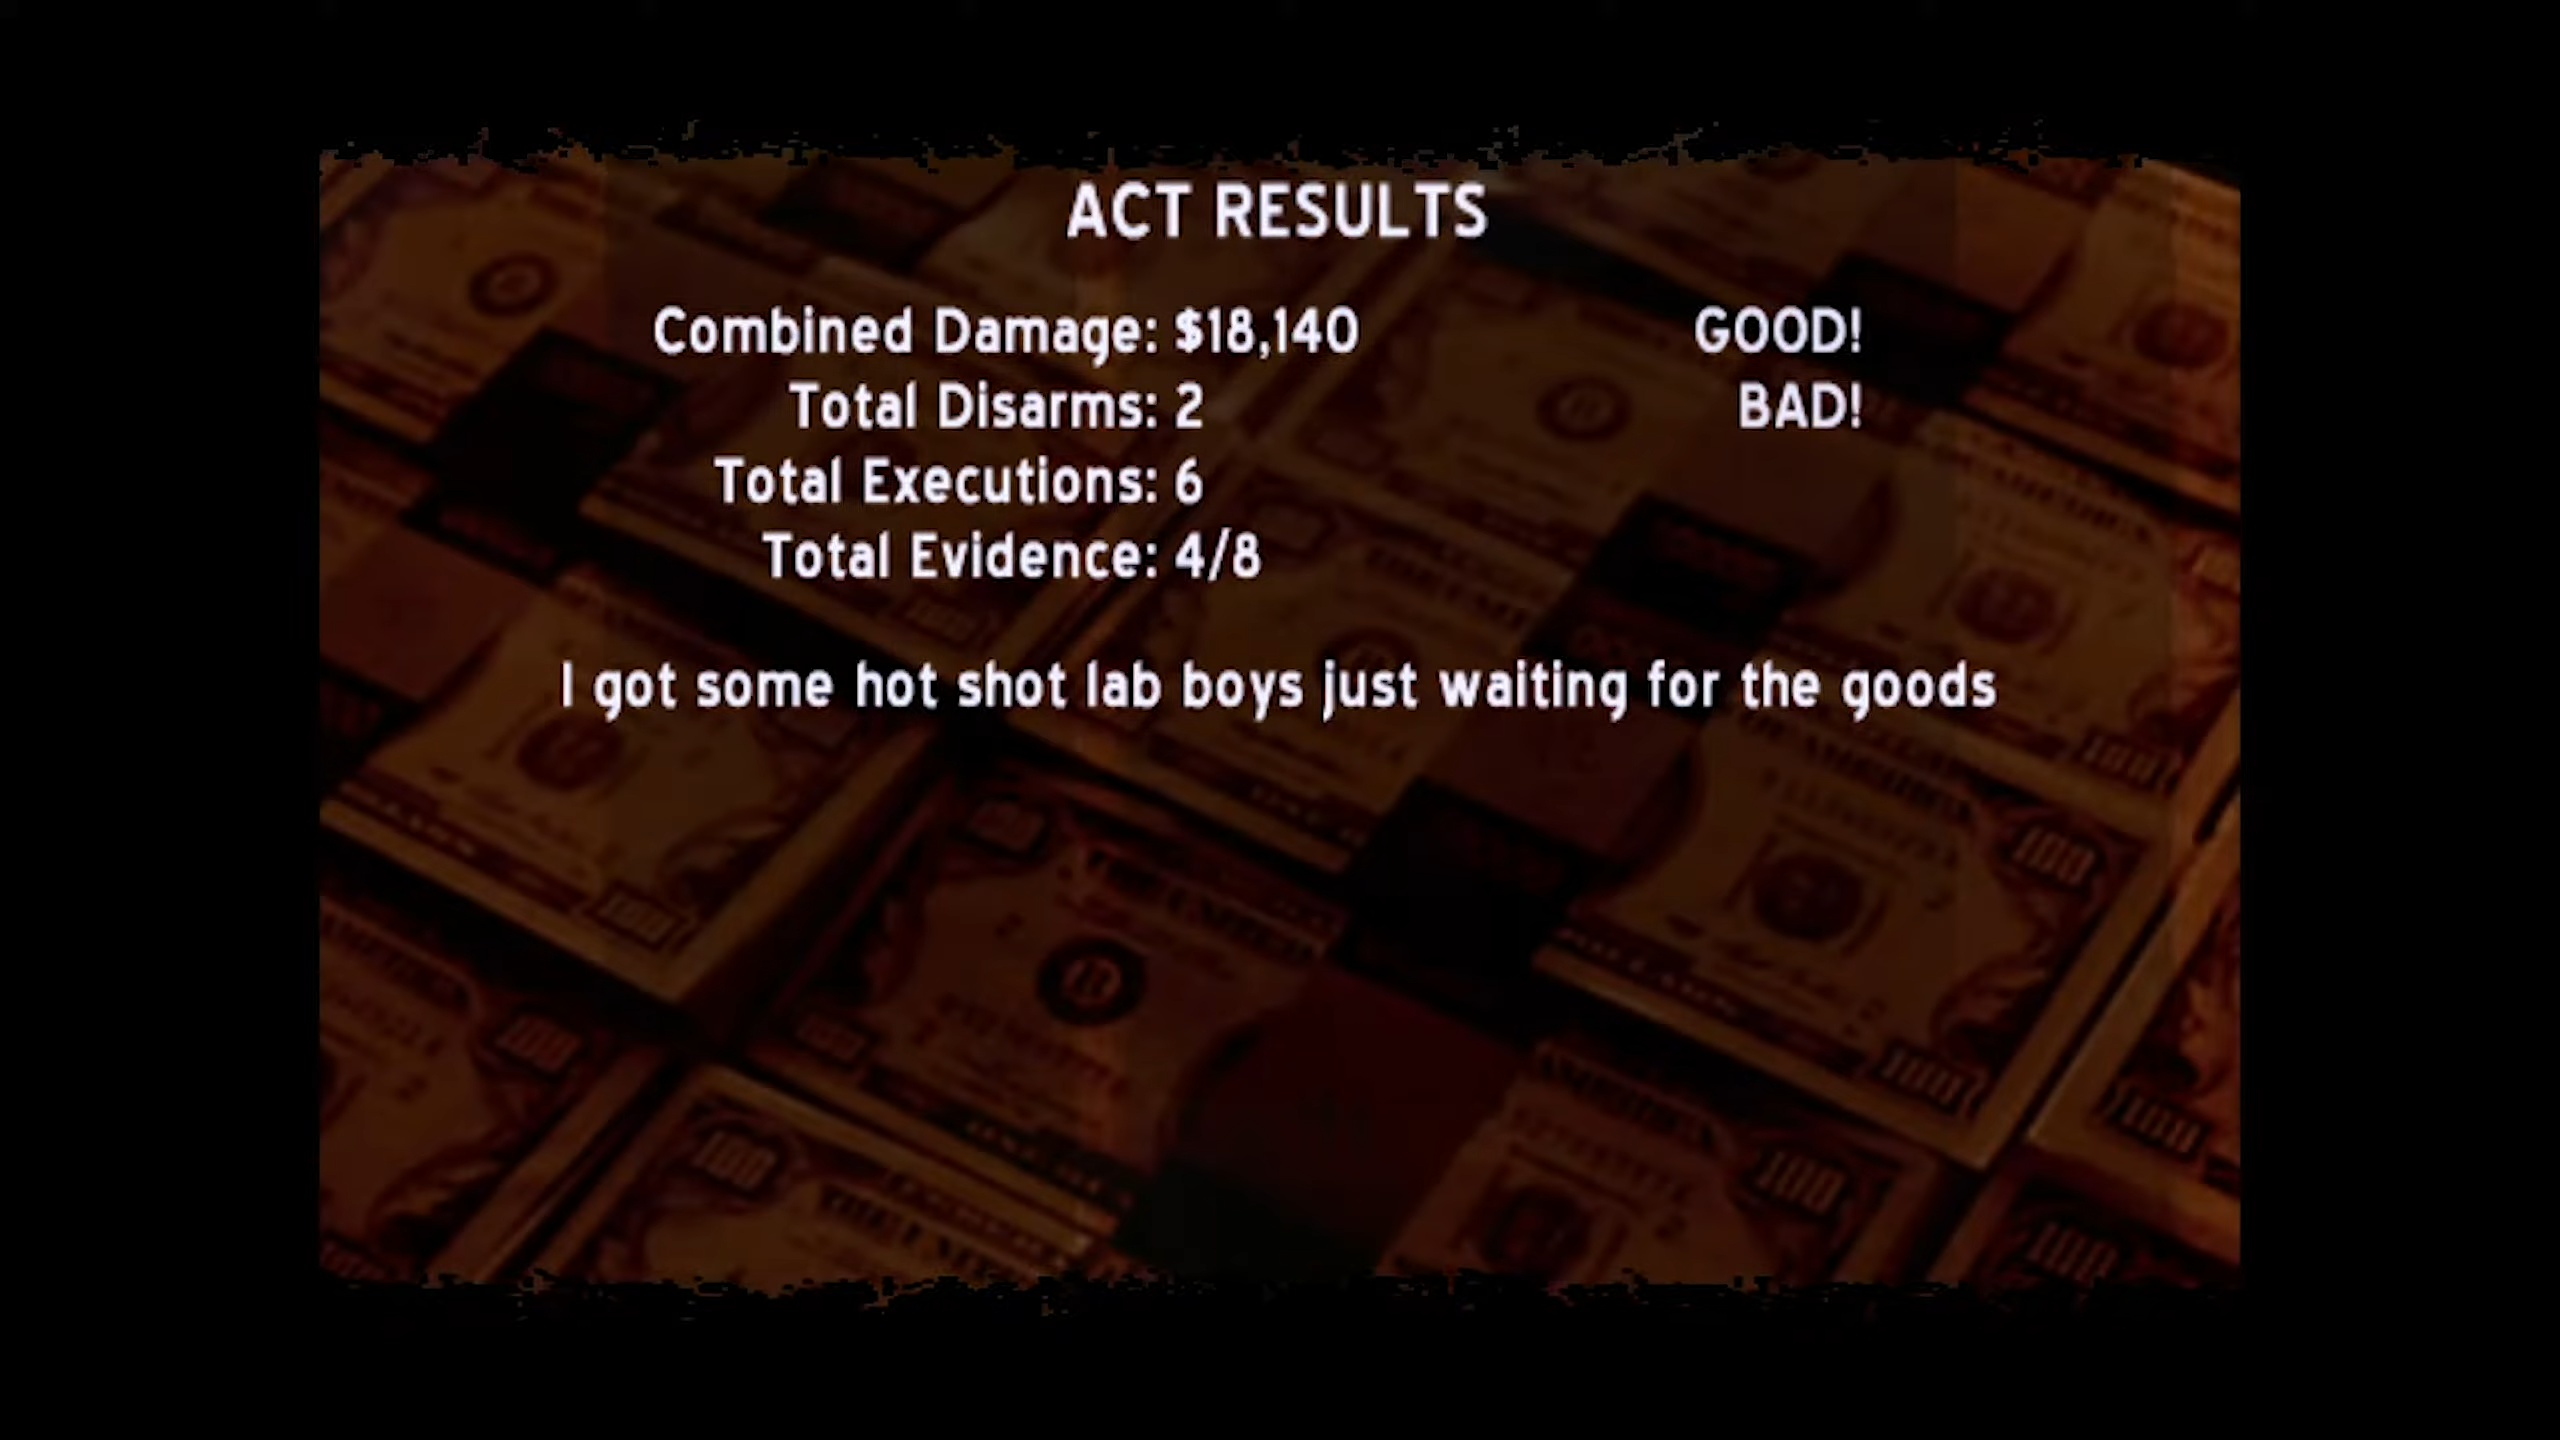 ACT RESULTS
Combined Damage: $18,140 GOOD!
Total Disarms: 2 BAD!
Total Executions: 6
Total Evidence: 4/8
I got some hot shot lab boys just waiting for the goods